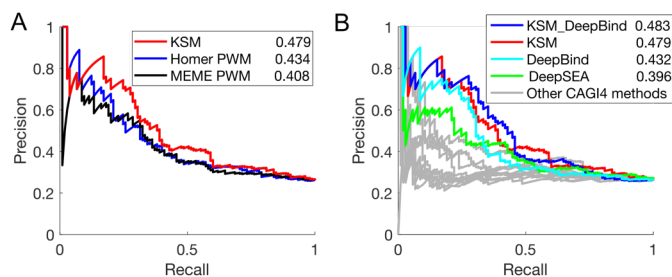 A
KSM 0.479
Homer PWM 0.434
MEME PWM 0.408
Precision
1
0.8
0.6
0.4
0.2
0
0 0.5 1
Recall
B
KSM_DeepBind 0.483
KSM 0.479
DeepBind 0.432
DeepSEA 0.396
Other CAGI4 methods
Precision
1
0.8
0.6
0.4
0.2
0
0 0.5 1
Recall